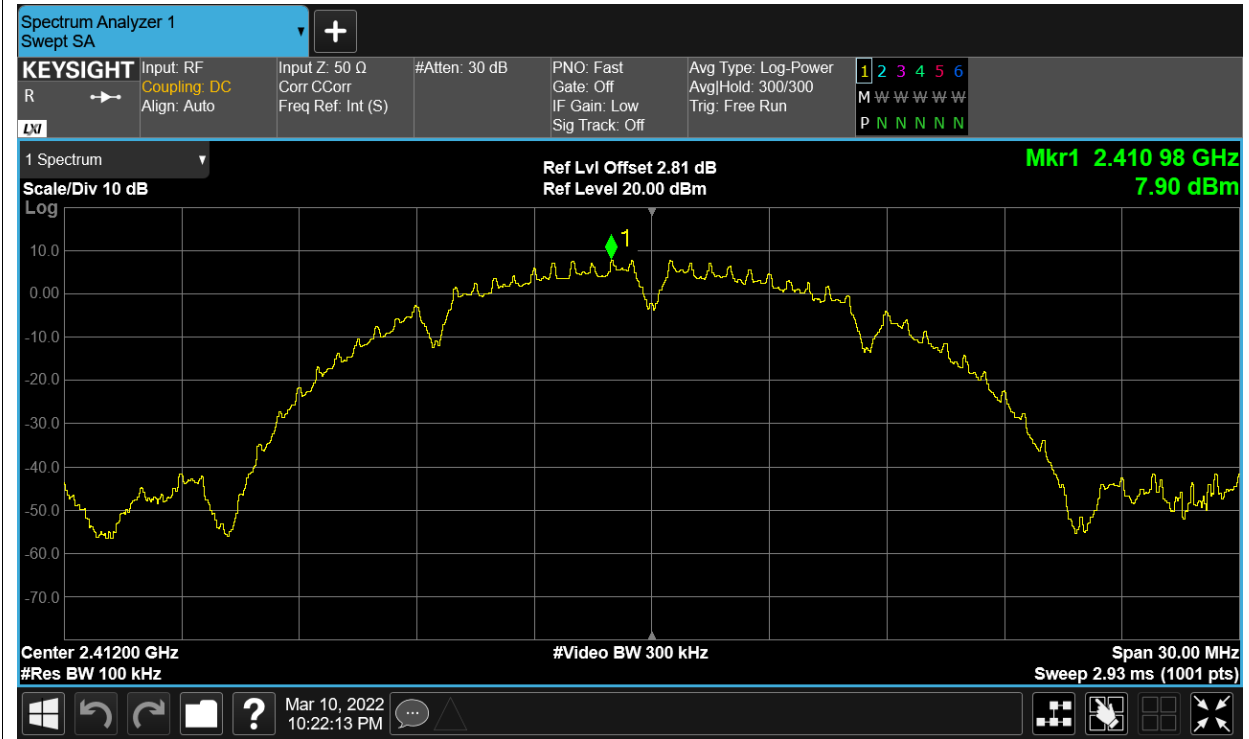 Spectrum Analyzer 1
Swept SA
KEYSIGHT
R
LXI
Input: RF
Coupling: DC
Align: Auto
Input Z: 50 Ω
Corr CCorr
Freq Ref: Int (S)
#Atten: 30 dB
PNO: Fast
Gate: Off
IF Gain: Low
Sig Track: Off
Avg Type: Log-Power
Avg|Hold: 300/300
Trig: Free Run
1 2 3 4 5 6
M W W W W W
P N N N N N
1 Spectrum
Scale/Div 10 dB
Log
Ref Lvl Offset 2.81 dB
Ref Level 20.00 dBm
Mkr1 2.410 98 GHz
7.90 dBm
1
10.0
0.00
-10.0
-20.0
-30.0
-40.0
-50.0
-60.0
-70.0
Center 2.41200 GHz
#Video BW 300 kHz
Span 30.00 MHz
#Res BW 100 kHz
Sweep 2.93 ms (1001 pts)
?
Mar 10, 2022
10:22:13 PM